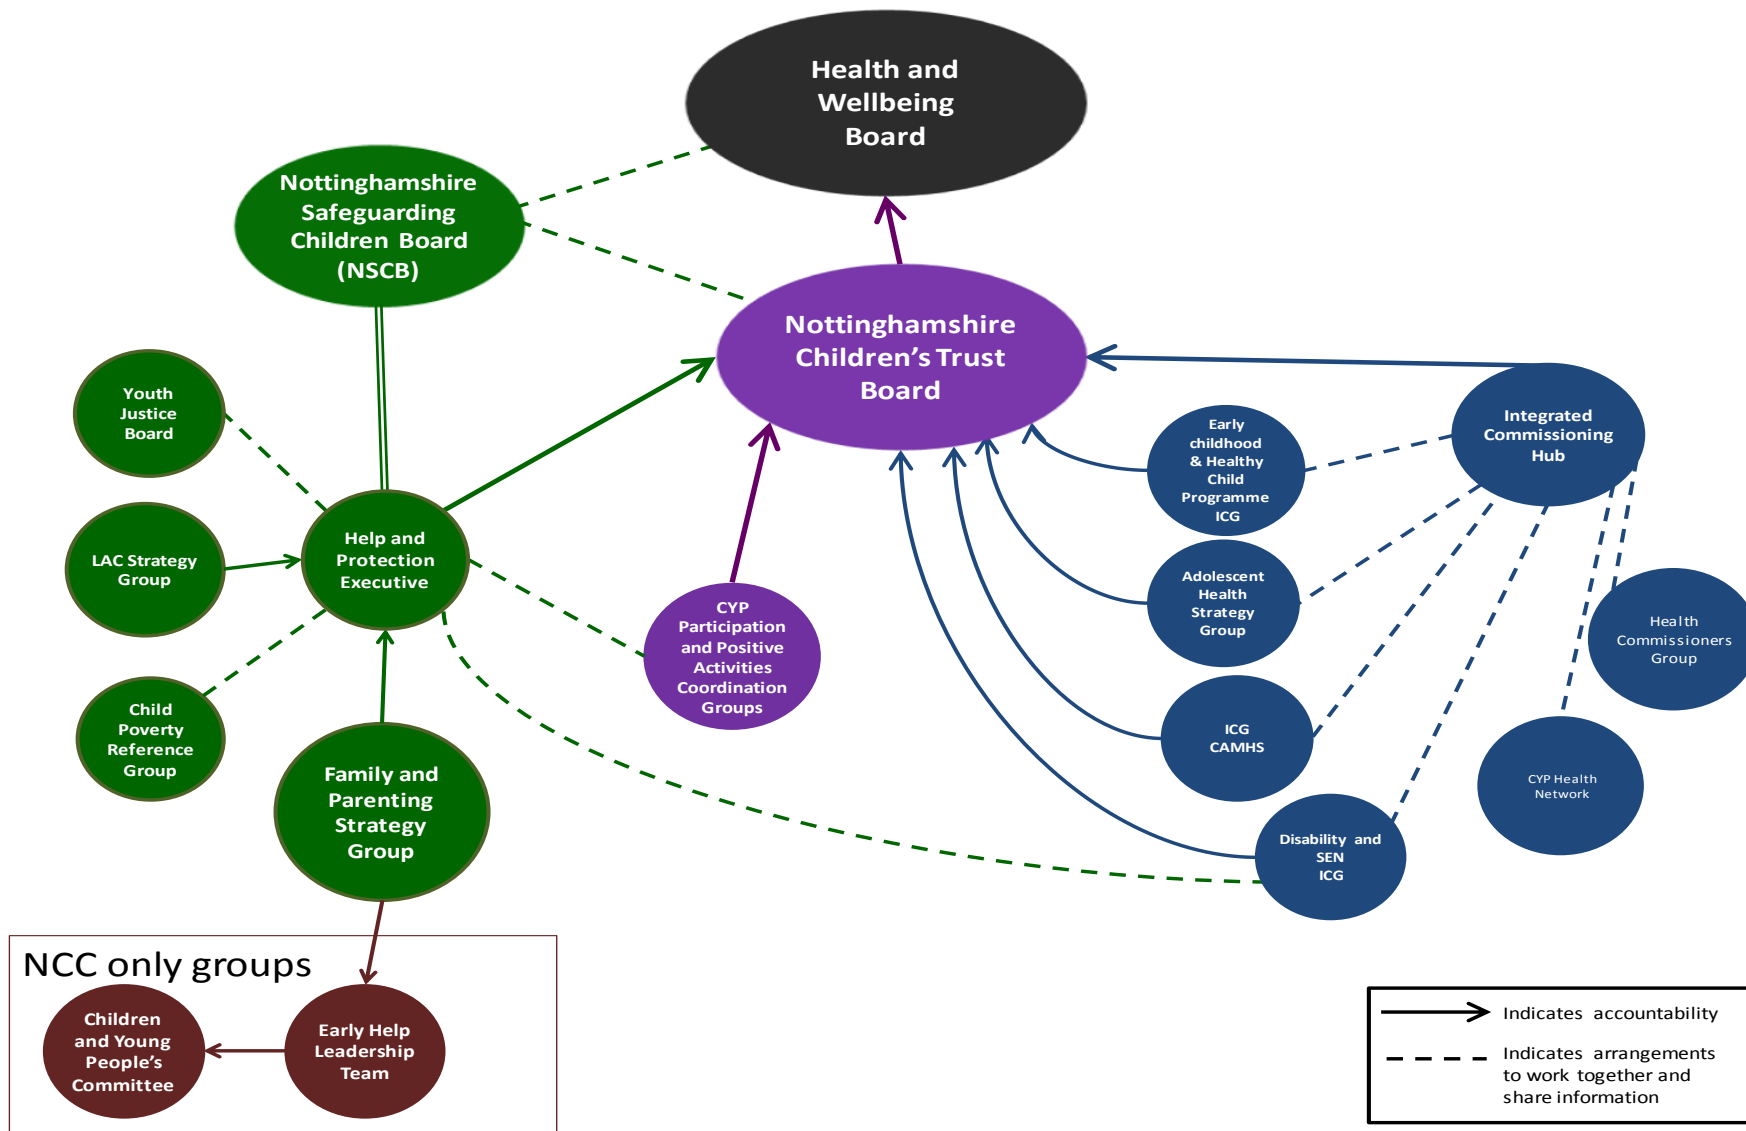 Health and
Wellbeing
Board
Nottinghamshire
Safeguarding
Children Board
(NSCB)
Nottinghamshire
Children’s Trust
Board
Youth
Justice
Board
LAC Strategy
Group
Child
Poverty
Reference
Group
Help and
Protection
Executive
Family and
Parenting
Strategy
Group
CYP
Participation
and Positive
Activities
Coordination
Groups
Early
childhood
& Healthy
Child
Programme
ICG
Adolescent
Health
Strategy
Group
ICG
CAMHS
Disability and
SEN
ICG
Integrated
Commissioning
Hub
Health
Commissioners
Group
CYP Health
Network
NCC only groups
Children
and Young
People’s
Committee
Early Help
Leadership
Team
Indicates accountability
Indicates arrangements
to work together and
share information